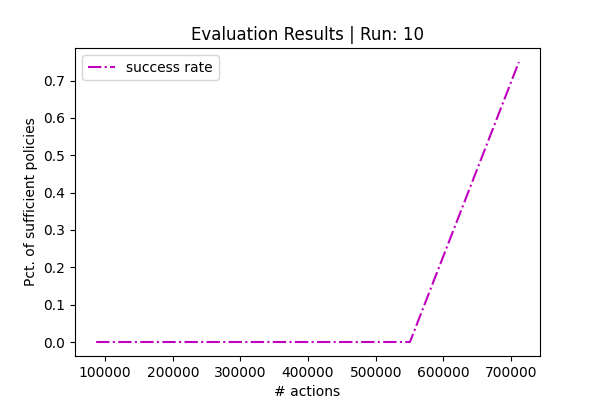 Evaluation Results | Run: 10
success rate
Pct. of sufficient policies
0.7
0.6
0.5
0.4
0.3
0.2
0.1
0.0
100000 200000 300000 400000 500000 600000 700000
# actions